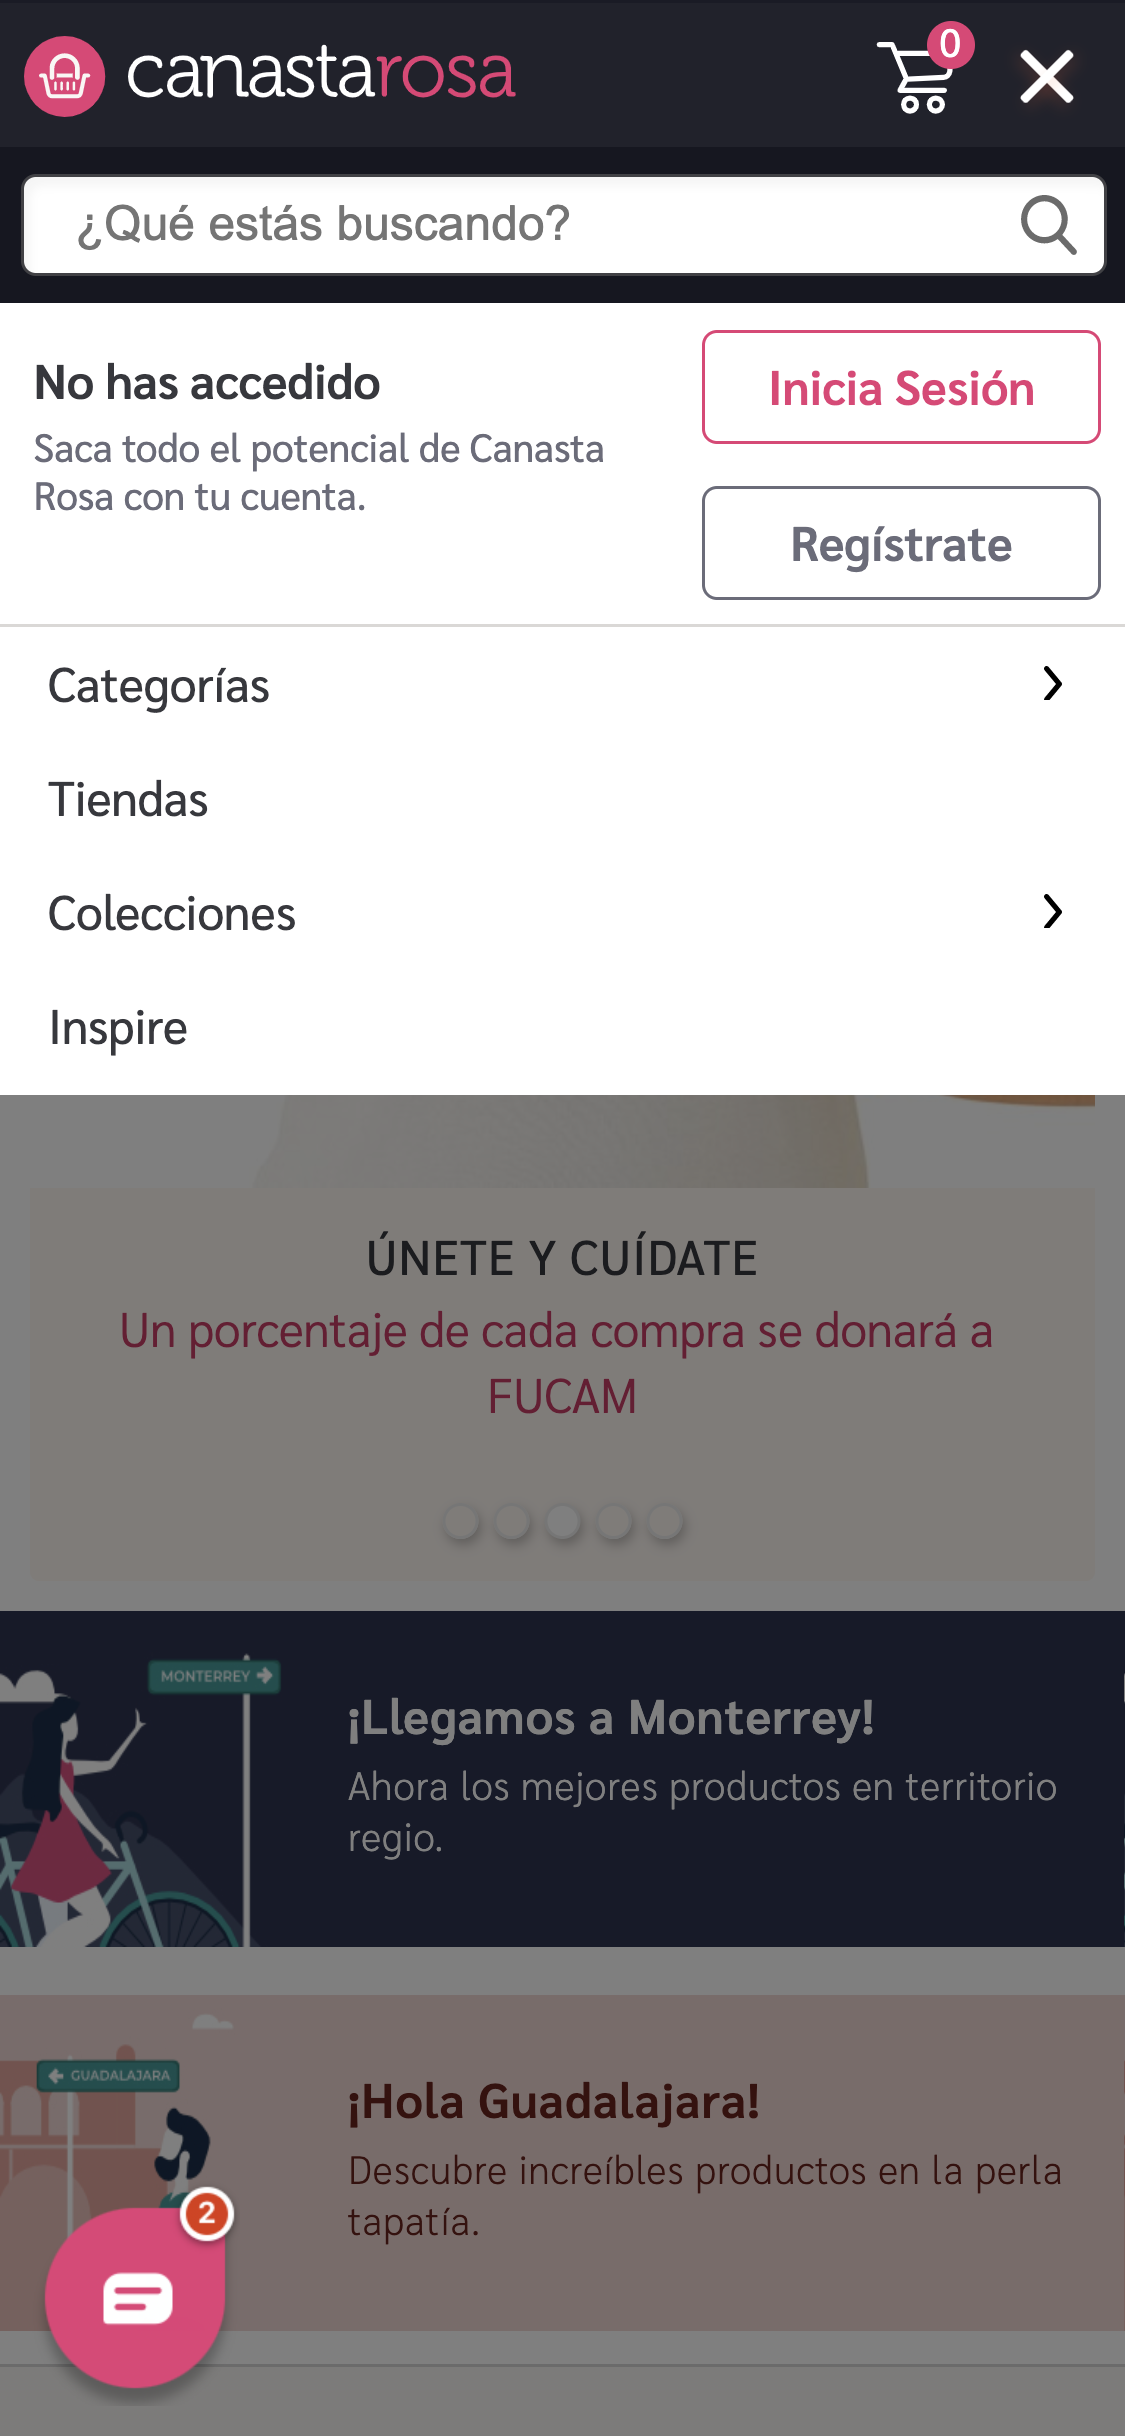 canastarosa
0
¿Qué estás buscando?
No has accedido
Saca todo el potencial de Canasta
Rosa con tu cuenta.
Inicia Sesión
Regístrate
Categorías
Tiendas
Colecciones
Inspire
ÚNETE Y CUÍDATE
Un porcentaje de cada compra se donará a
FUCAM
MONTERREY
¡Llegamos a Monterrey!
Ahora los mejores productos en territorio
regio.
GUADALAJARA
¡Hola Guadalajara!
Descubre increíbles productos en la perla
tapatía.
2